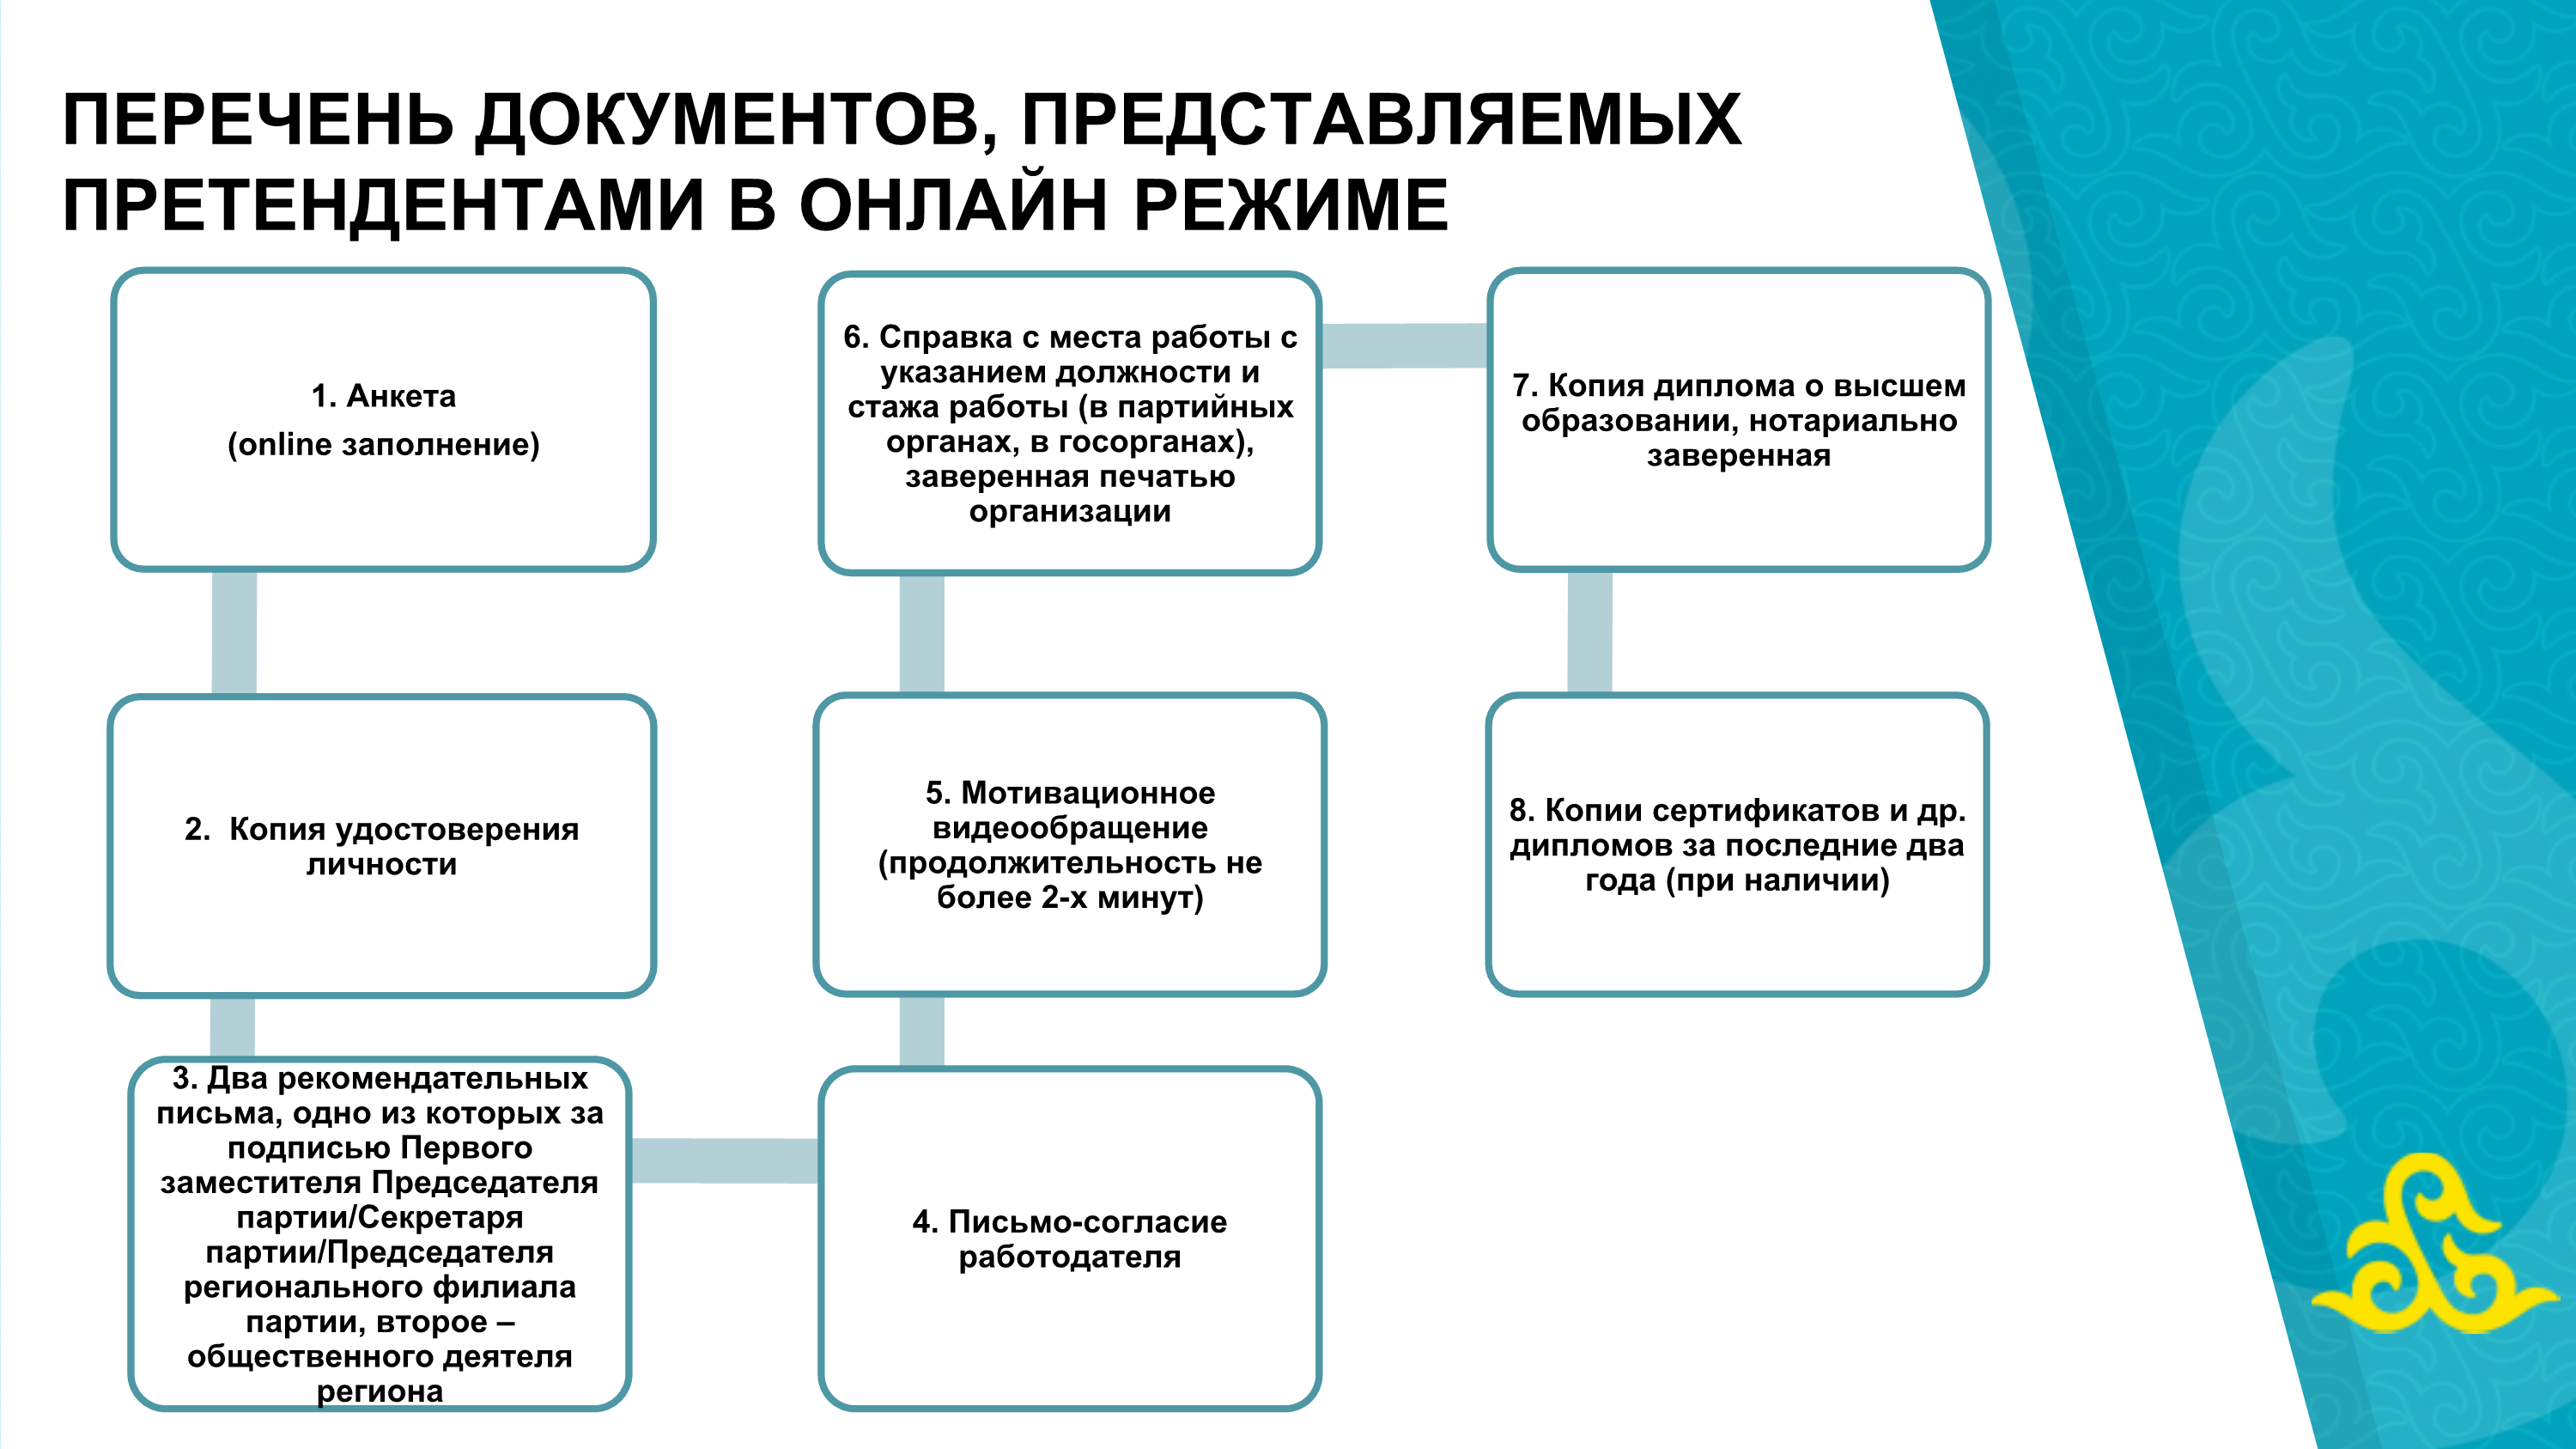 ПЕРЕЧЕНЬ ДОКУМЕНТОВ, ПРЕДСТАВЛЯЕМЫХ
ПРЕТЕНДЕНТАМИ В ОНЛАЙН РЕЖИМЕ
1. Анкета
(online заполнение)
2. Копия удостоверения
личности
3. Два рекомендательных
письма, одно из которых за
подписью Первого
заместителя Председателя
партии/Секретаря
партии/Председателя
регионального филиала
партии, второе –
общественного деятеля
региона
4. Письмо-согласие
работодателя
5. Мотивационное
видеообращение
(продолжительность не
более 2-х минут)
6. Справка с места работы с
указанием должности и
стажа работы (в партийных
органах, в госорганах),
заверенная печатью
организации
7. Копия диплома о высшем
образовании, нотариально
заверенная
8. Копии сертификатов и др.
дипломов за последние два
года (при наличии)